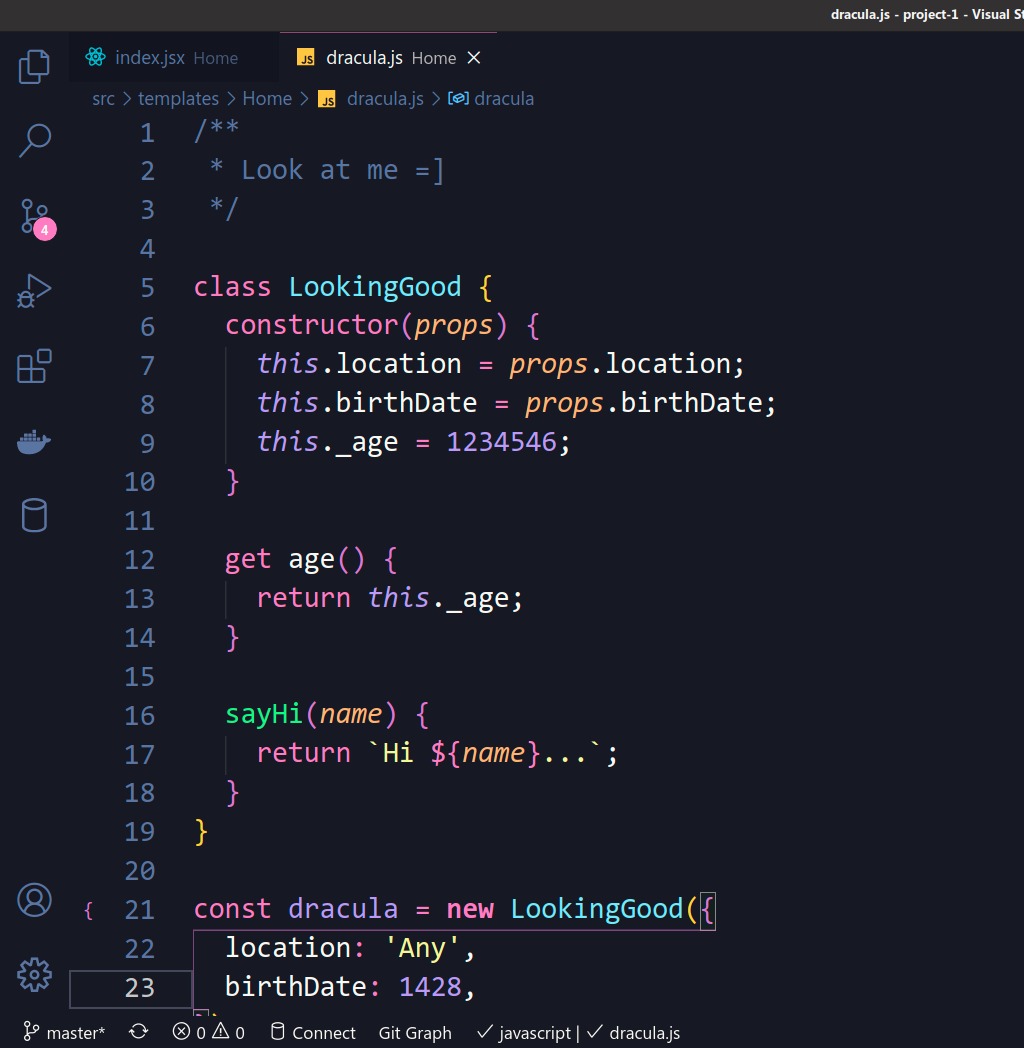 dracula.js - project-1 - Visual St
index.jsx Home JS dracula.js Home
src > templates > Home > JS dracula.js > dracula
1 /**
2  * Look at me =]
3  */
4
5 class LookingGood {
6   constructor(props) {
7     this.location = props.location;
8     this.birthDate = props.birthDate;
9     this._age = 1234546;
10   }
11
12   get age() {
13     return this._age;
14   }
15
16   sayHi(name) {
17     return `Hi ${name}...`;
18   }
19 }
20
{ 21 const dracula = new LookingGood({
22   location: 'Any',
23   birthDate: 1428,
4
master* 0 0 Connect Git Graph javascript | dracula.js